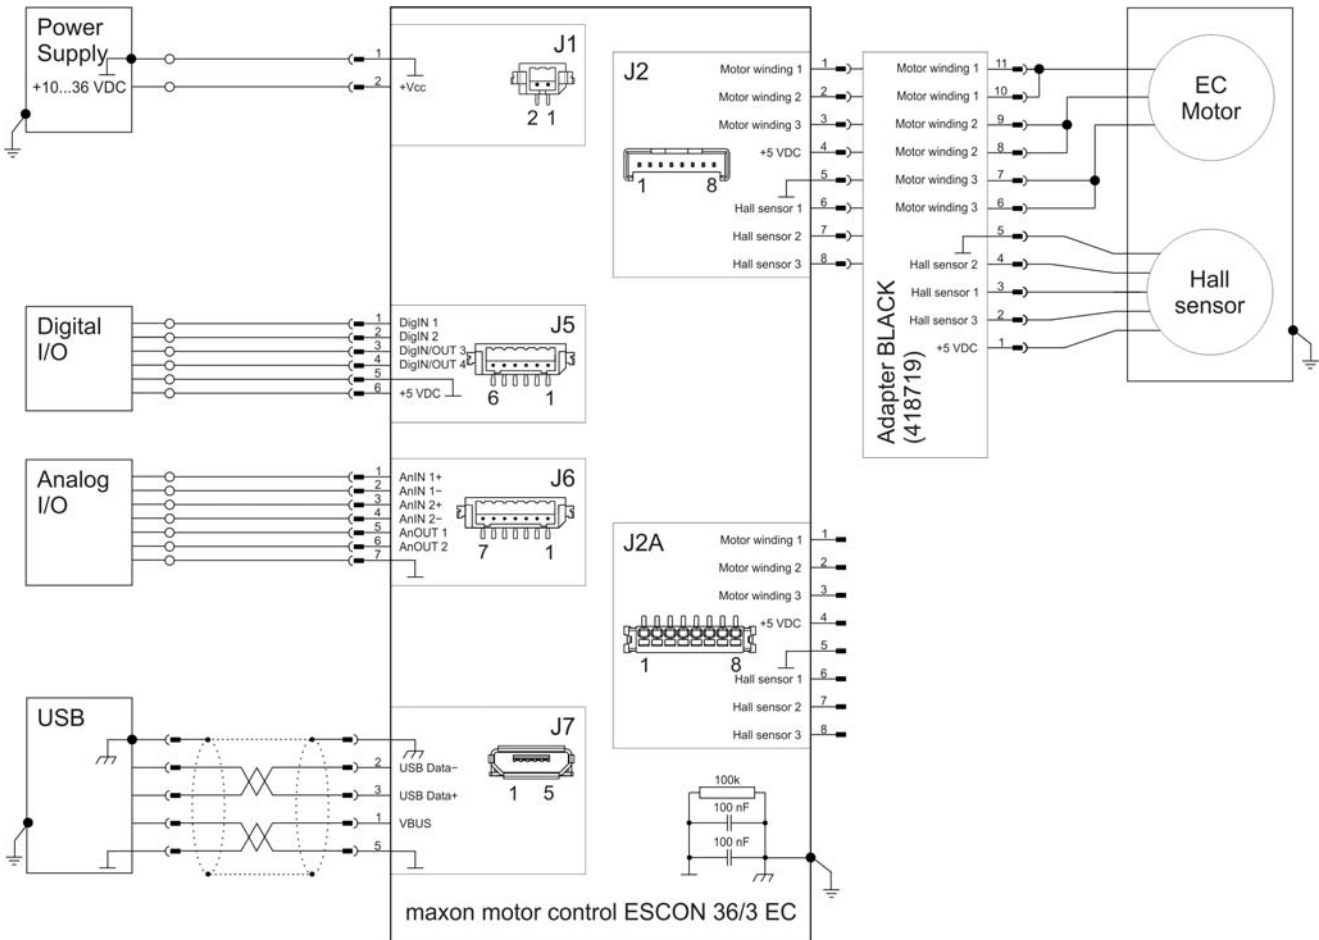 Power
Supply
+10...36 VDC
1
2
+Vcc
J1
2 1
J2
1 8
Motor winding 1
1
Motor winding 2
2
Motor winding 3
3
+5 VDC
4
5
Hall sensor 1
6
Hall sensor 2
7
Hall sensor 3
8
Adapter BLACK
(418719)
Motor winding 1
11
Motor winding 1
10
Motor winding 2
9
Motor winding 2
8
Motor winding 3
7
Motor winding 3
6
5
Hall sensor 2
4
Hall sensor 1
3
Hall sensor 3
2
+5 VDC
1
EC
Motor
Hall
sensor
Digital
I/O
1
DigIN 1
2
DigIN 2
3
DigIN/OUT 3
4
DigIN/OUT 4
5
6
+5 VDC
J5
6 1
Analog
I/O
1
AnIN 1+
2
AnIN 1−
3
AnIN 2+
4
AnIN 2−
5
AnOUT 1
6
AnOUT 2
7
J6
7 1
J2A
1 8
Motor winding 1
1
Motor winding 2
2
Motor winding 3
3
+5 VDC
4
5
Hall sensor 1
6
Hall sensor 2
7
Hall sensor 3
8
USB
2
USB Data−
3
USB Data+
1
VBUS
5
J7
1 5
100k
100 nF
100 nF
maxon motor control ESCON 36/3 EC